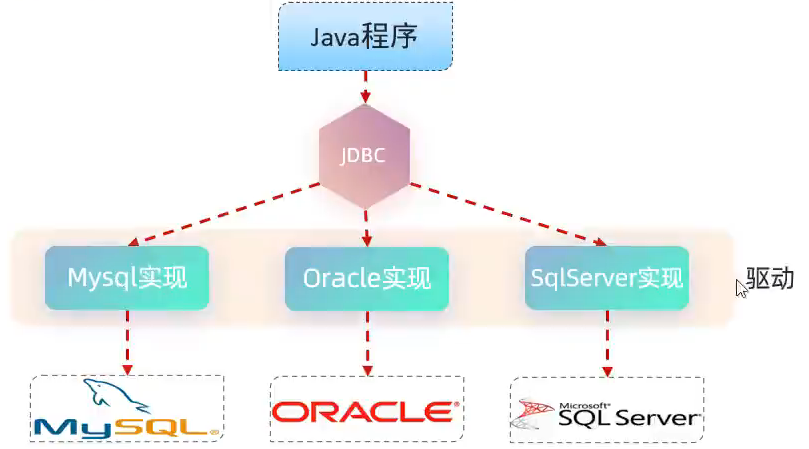 Java程序
JDBC
Mysql实现
Oracle实现
SqlServer实现
驱动
MySQL®
ORACLE®
Microsoft®
SQL Server®